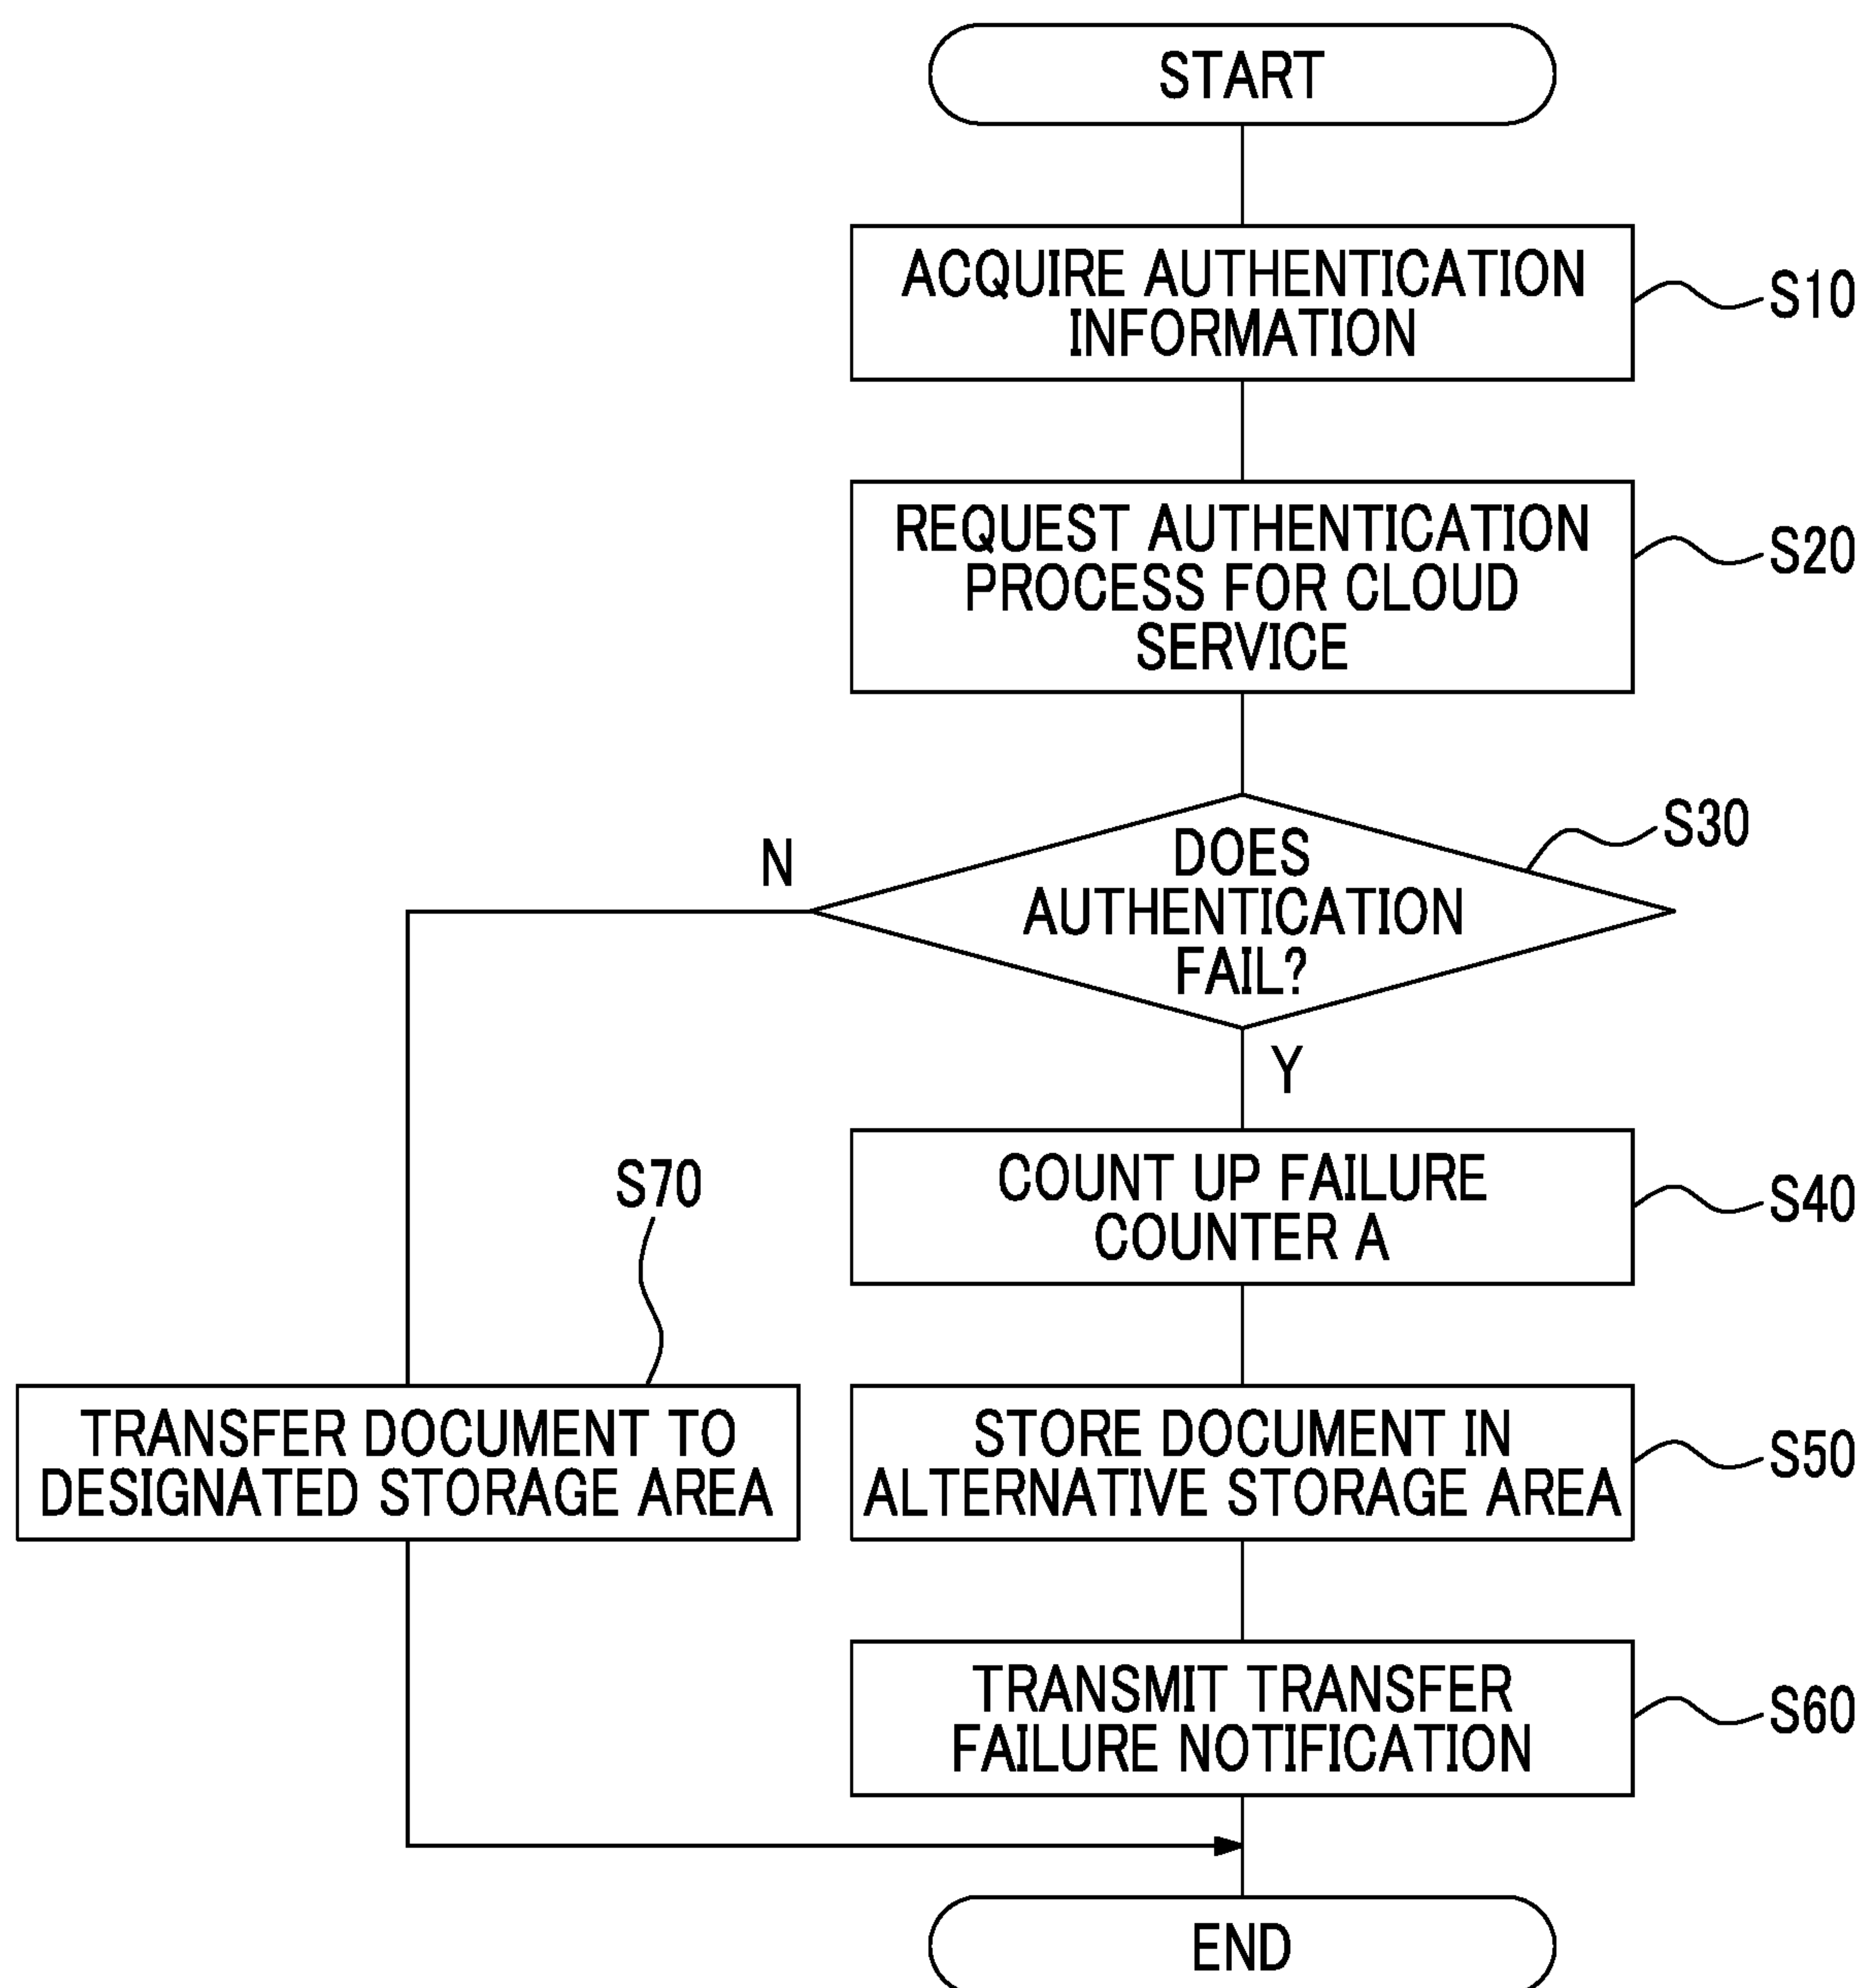 START
ACQUIRE AUTHENTICATION
INFORMATION
S10
REQUEST AUTHENTICATION
PROCESS FOR CLOUD
SERVICE
S20
DOES
AUTHENTICATION
FAIL?
S30
N
Y
COUNT UP FAILURE
COUNTER A
S40
S70
TRANSFER DOCUMENT TO
DESIGNATED STORAGE AREA
STORE DOCUMENT IN
ALTERNATIVE STORAGE AREA
S50
TRANSMIT TRANSFER
FAILURE NOTIFICATION
S60
END